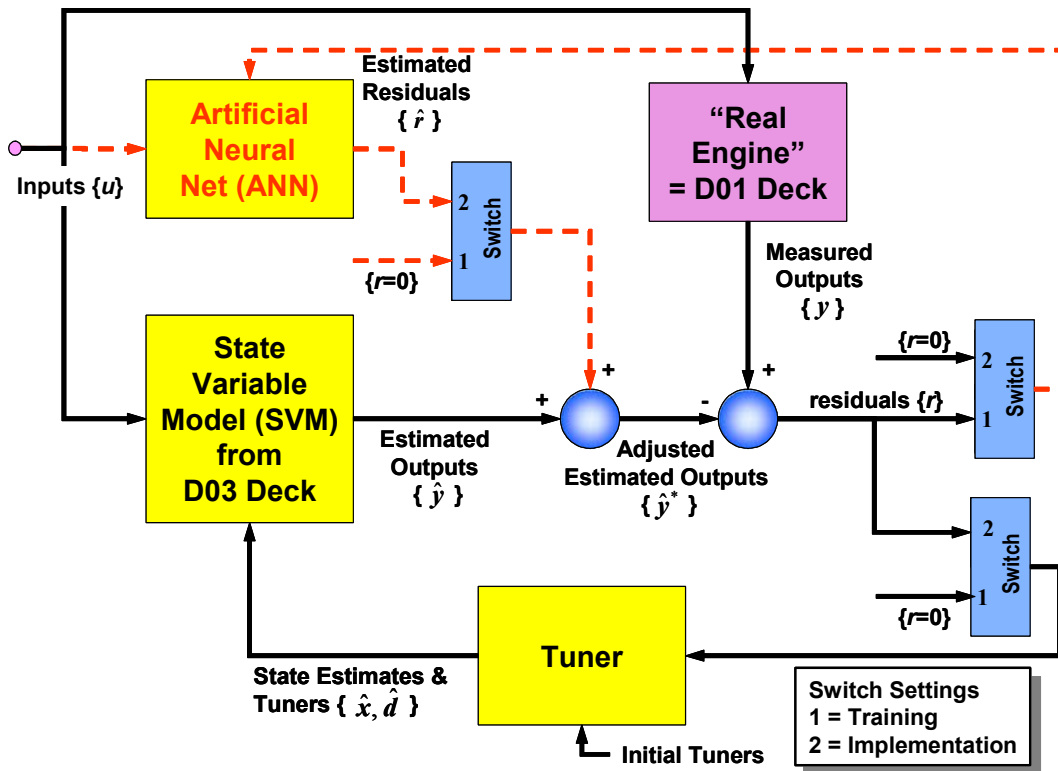 Estimated
Residuals
{ r̂ }
Artificial
Neural
Net (ANN)
Inputs {u}
2
1
Switch
{r=0}
“Real
Engine”
= D01 Deck
Measured
Outputs
{ y }
State
Variable
Model (SVM)
from
D03 Deck
+
+
-
+
Estimated
Outputs
{ ŷ }
Adjusted
Estimated Outputs
{ ŷ* }
residuals {r}
{r=0}
2
1
Switch
2
1
Switch
{r=0}
Tuner
State Estimates &
Tuners { x̂, d̂ }
Initial Tuners
Switch Settings
1 = Training
2 = Implementation